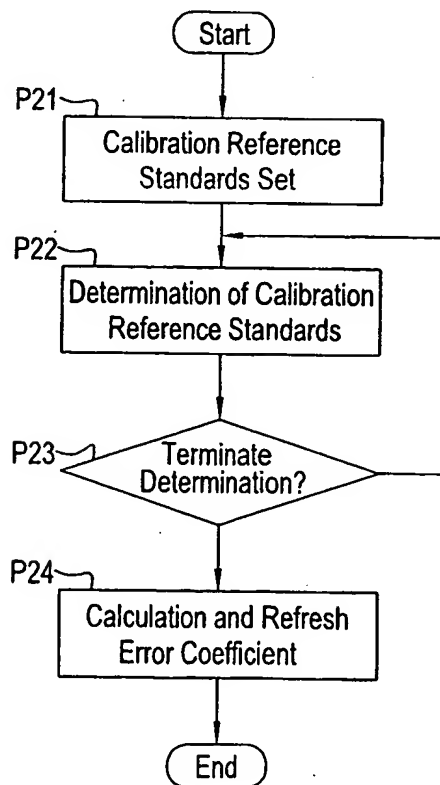 Start
P21
Calibration Reference
Standards Set
P22
Determination of Calibration
Reference Standards
P23
Terminate
Determination?
P24
Calculation and Refresh
Error Coefficient
End